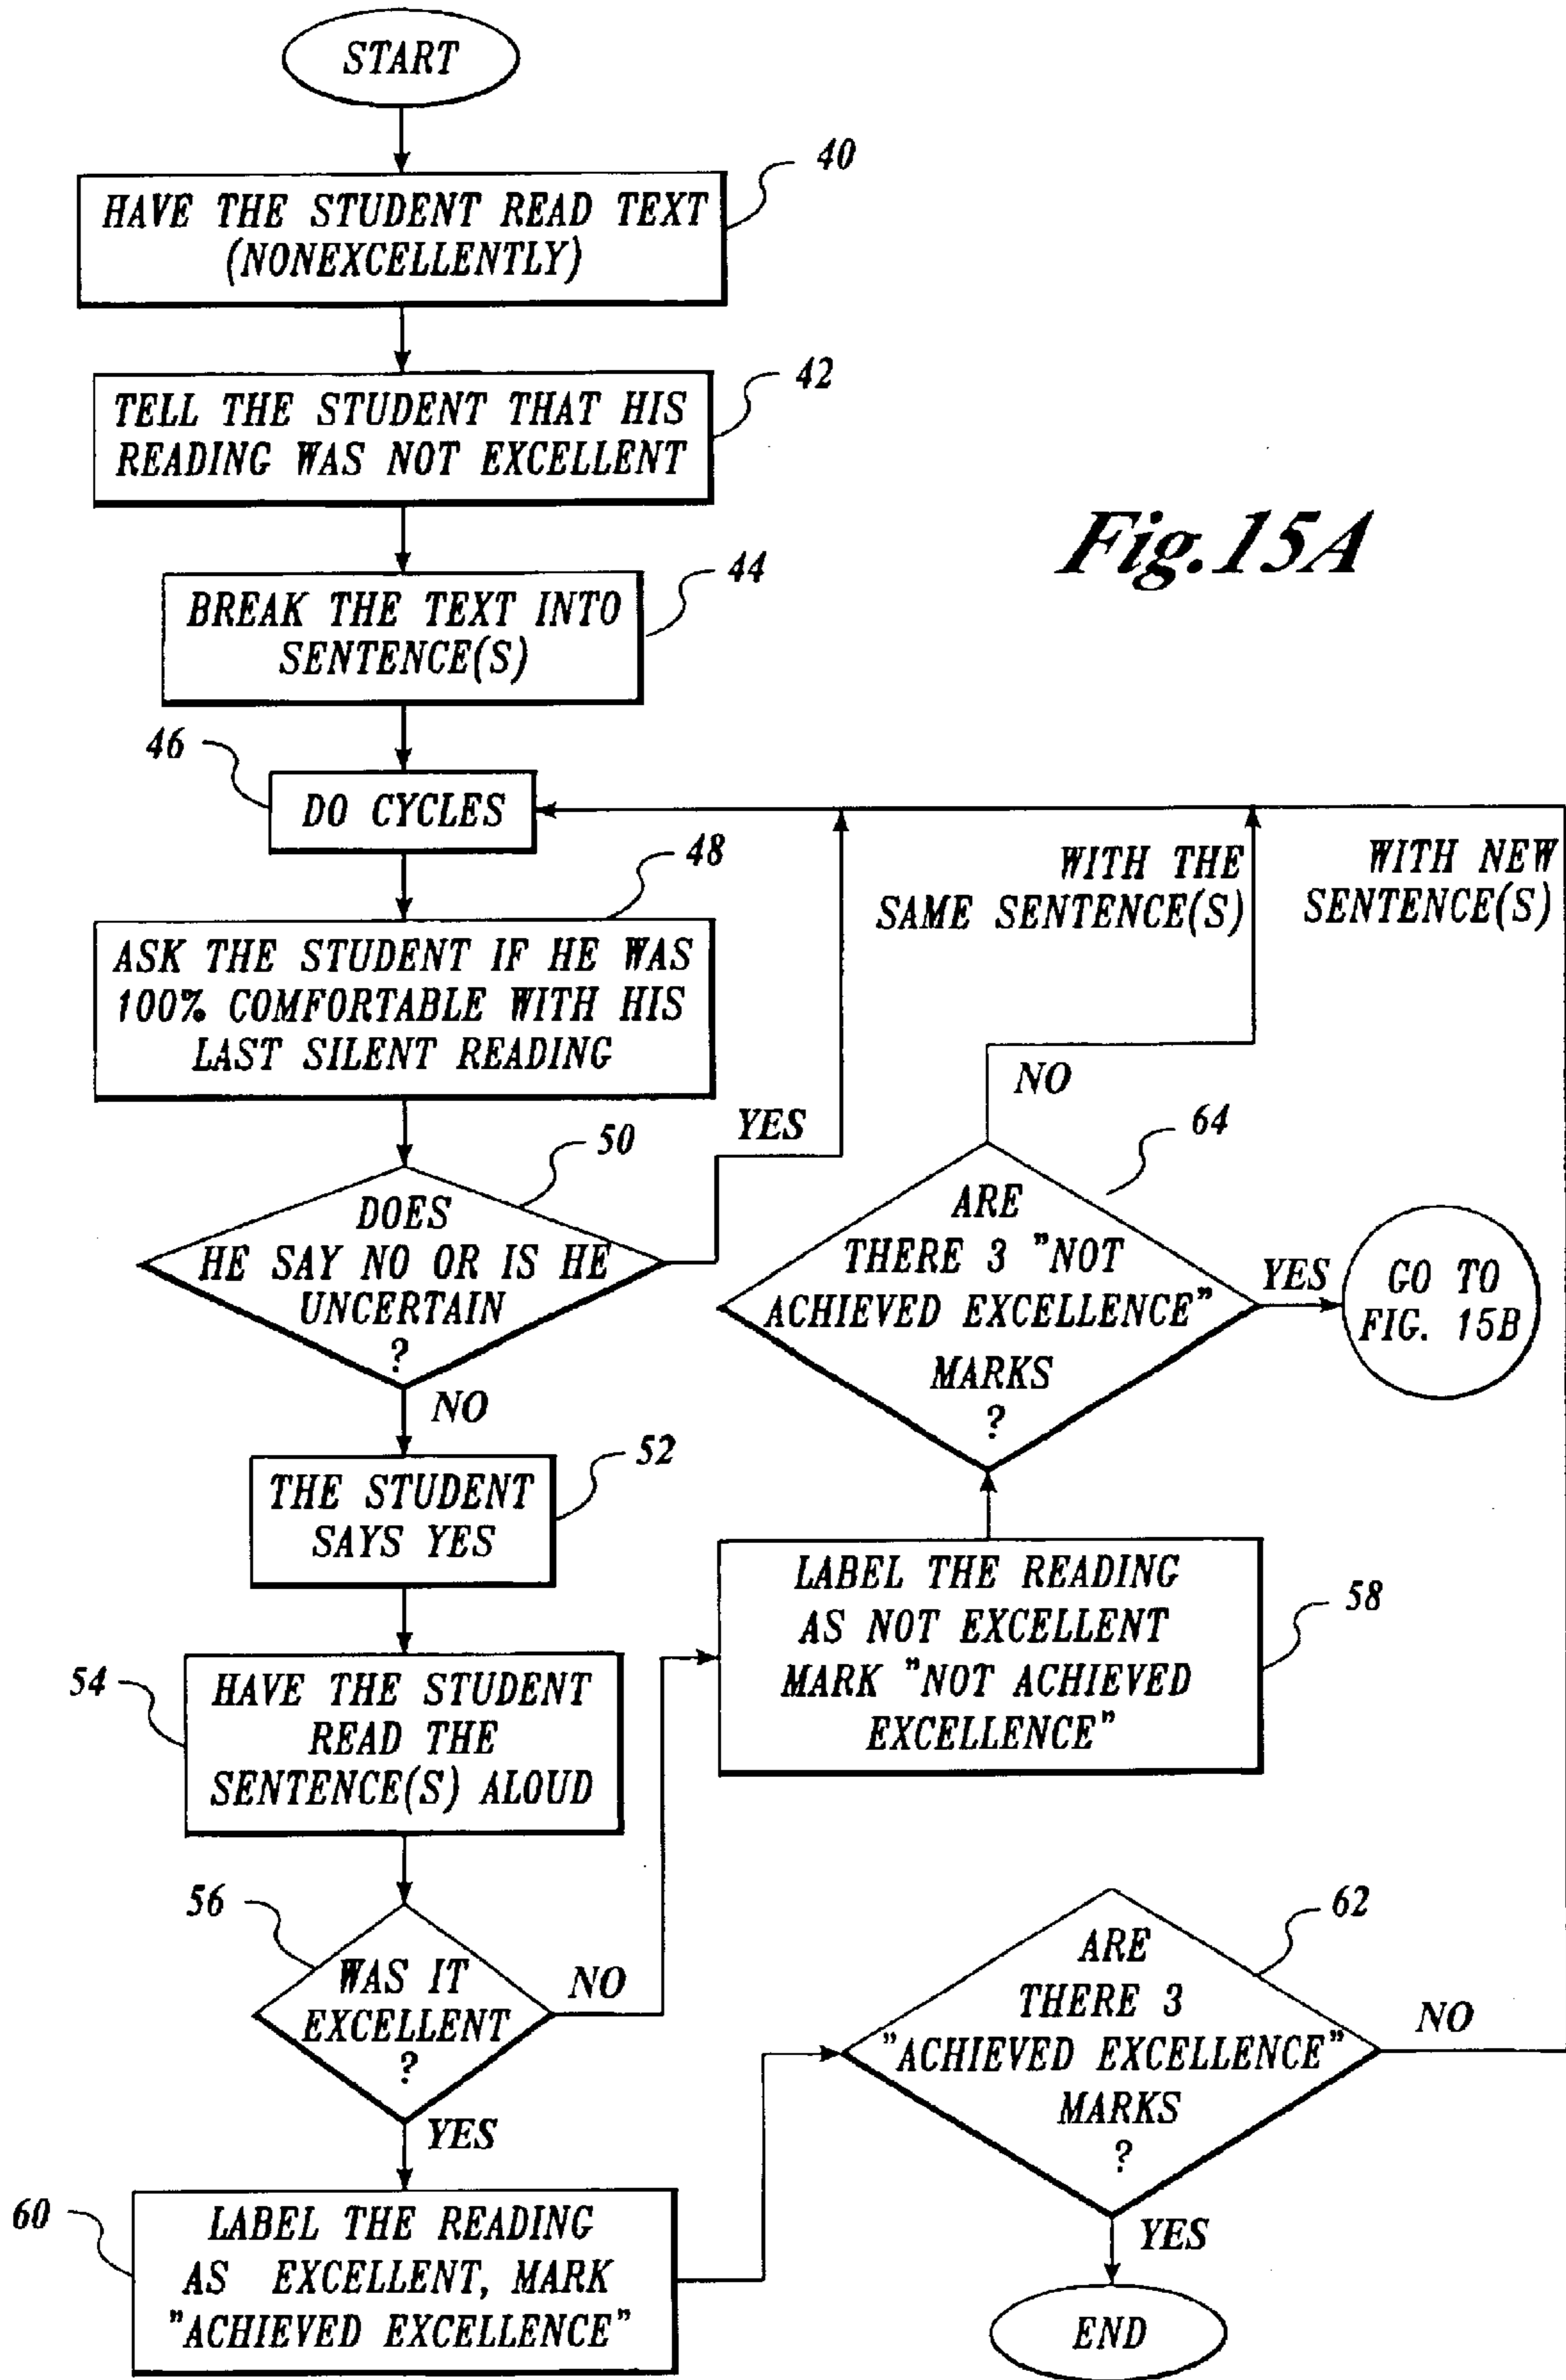 START
40
HAVE THE STUDENT READ TEXT
(NONEXCELLENTLY)
42
TELL THE STUDENT THAT HIS
READING WAS NOT EXCELLENT
Fig.15A
44
BREAK THE TEXT INTO
SENTENCE(S)
46
DO CYCLES
48
WITH THE
SAME SENTENCE(S)
WITH NEW
SENTENCE(S)
ASK THE STUDENT IF HE WAS
100% COMFORTABLE WITH HIS
LAST SILENT READING
50
YES
DOES
HE SAY NO OR IS HE
UNCERTAIN
?
NO
NO
64
ARE
THERE 3 "NOT
ACHIEVED EXCELLENCE"
MARKS
?
YES
GO TO
FIG. 15B
52
THE STUDENT
SAYS YES
LABEL THE READING
AS NOT EXCELLENT
MARK "NOT ACHIEVED
EXCELLENCE"
58
54
HAVE THE STUDENT
READ THE
SENTENCE(S) ALOUD
56
WAS IT
EXCELLENT
?
NO
YES
62
ARE
THERE 3
"ACHIEVED EXCELLENCE"
MARKS
?
NO
YES
60
LABEL THE READING
AS EXCELLENT, MARK
"ACHIEVED EXCELLENCE"
END